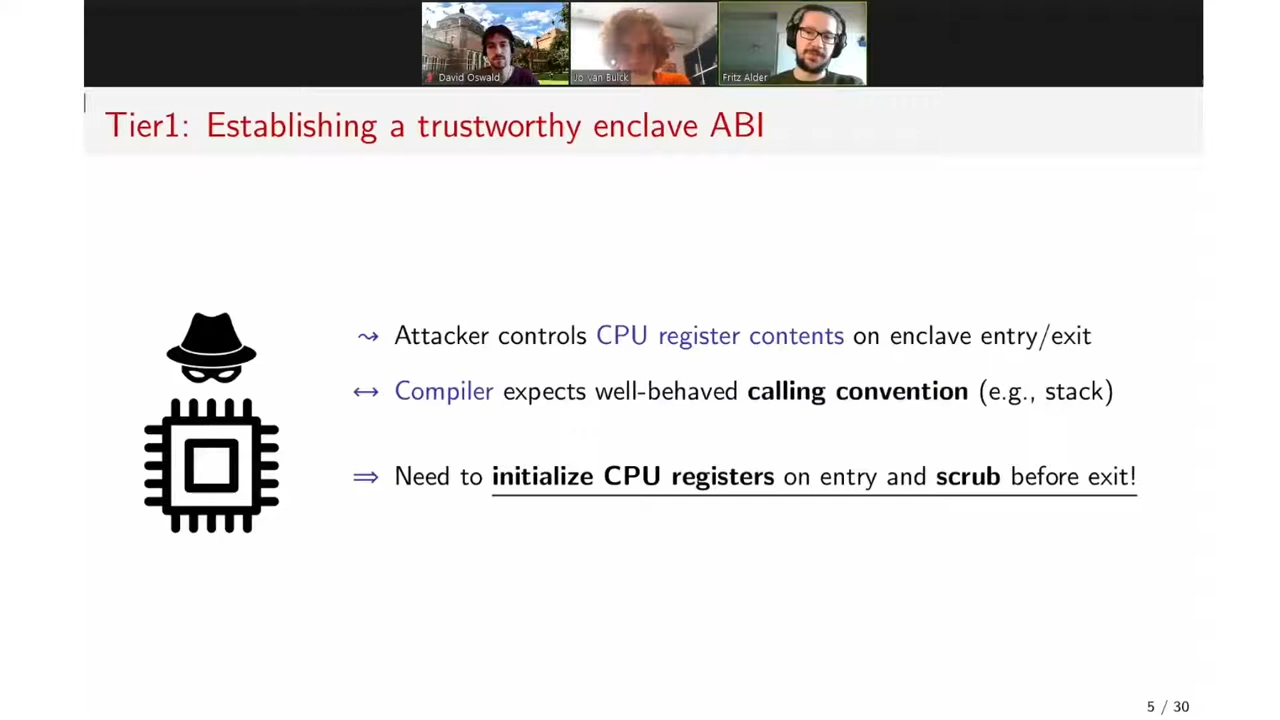 David Oswald
Jo Van Bulck
Fritz Alder
Tier1: Establishing a trustworthy enclave ABI
⇝ Attacker controls CPU register contents on enclave entry/exit
↔ Compiler expects well-behaved calling convention (e.g., stack)
⇒ Need to initialize CPU registers on entry and scrub before exit!
5 / 30